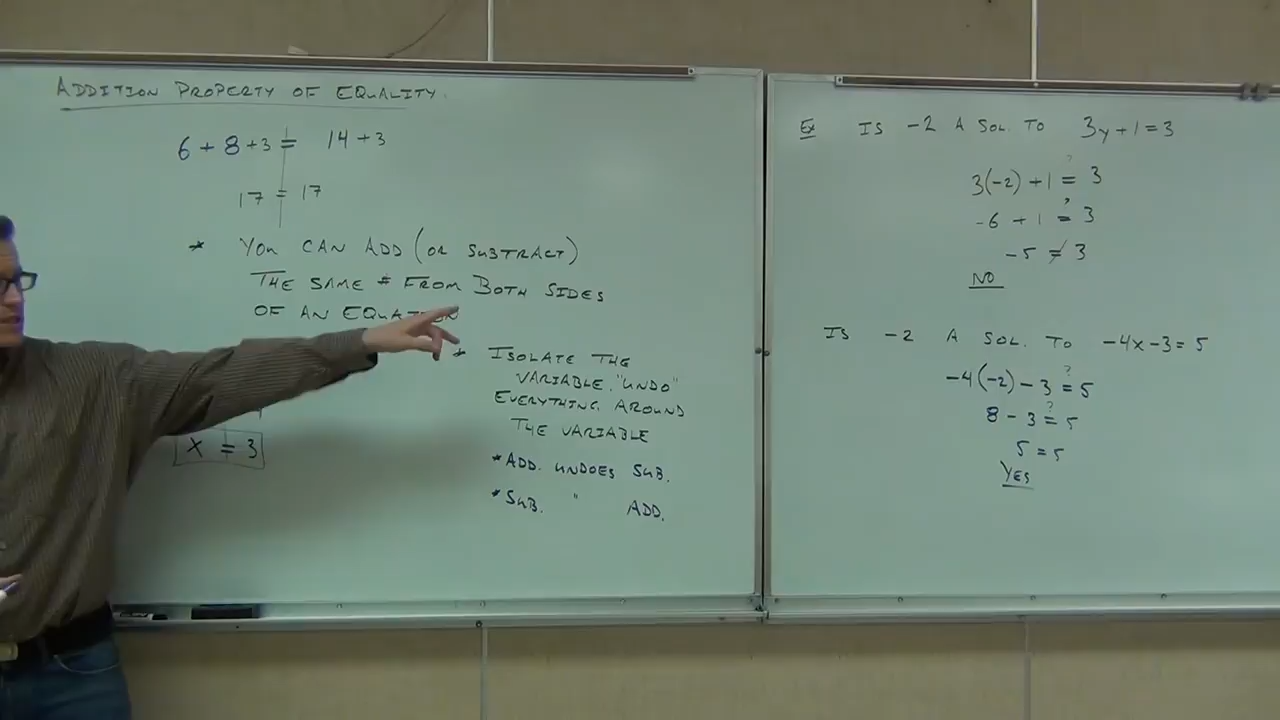 ADDITION PROPERTY OF EQUALITY.
6 + 8 + 3 = 14 + 3
17 = 17
* YOU CAN ADD (OR SUBTRACT)
THE SAME # FROM BOTH SIDES
OF AN EQUATION
* ISOLATE THE
VARIABLE. "UNDO"
EVERYTHING AROUND
THE VARIABLE
* ADD. UNDOES SUB.
* SUB. " ADD.
x = 3
Ex IS -2 A SOL. TO 3y+1=3
3(-2) + 1 ≟ 3
-6 + 1 ≟ 3
-5 ≠ 3
NO
IS -2 A SOL. TO -4x-3=5
-4(-2) - 3 ≟ 5
8 - 3 ≟ 5
5 = 5
YES